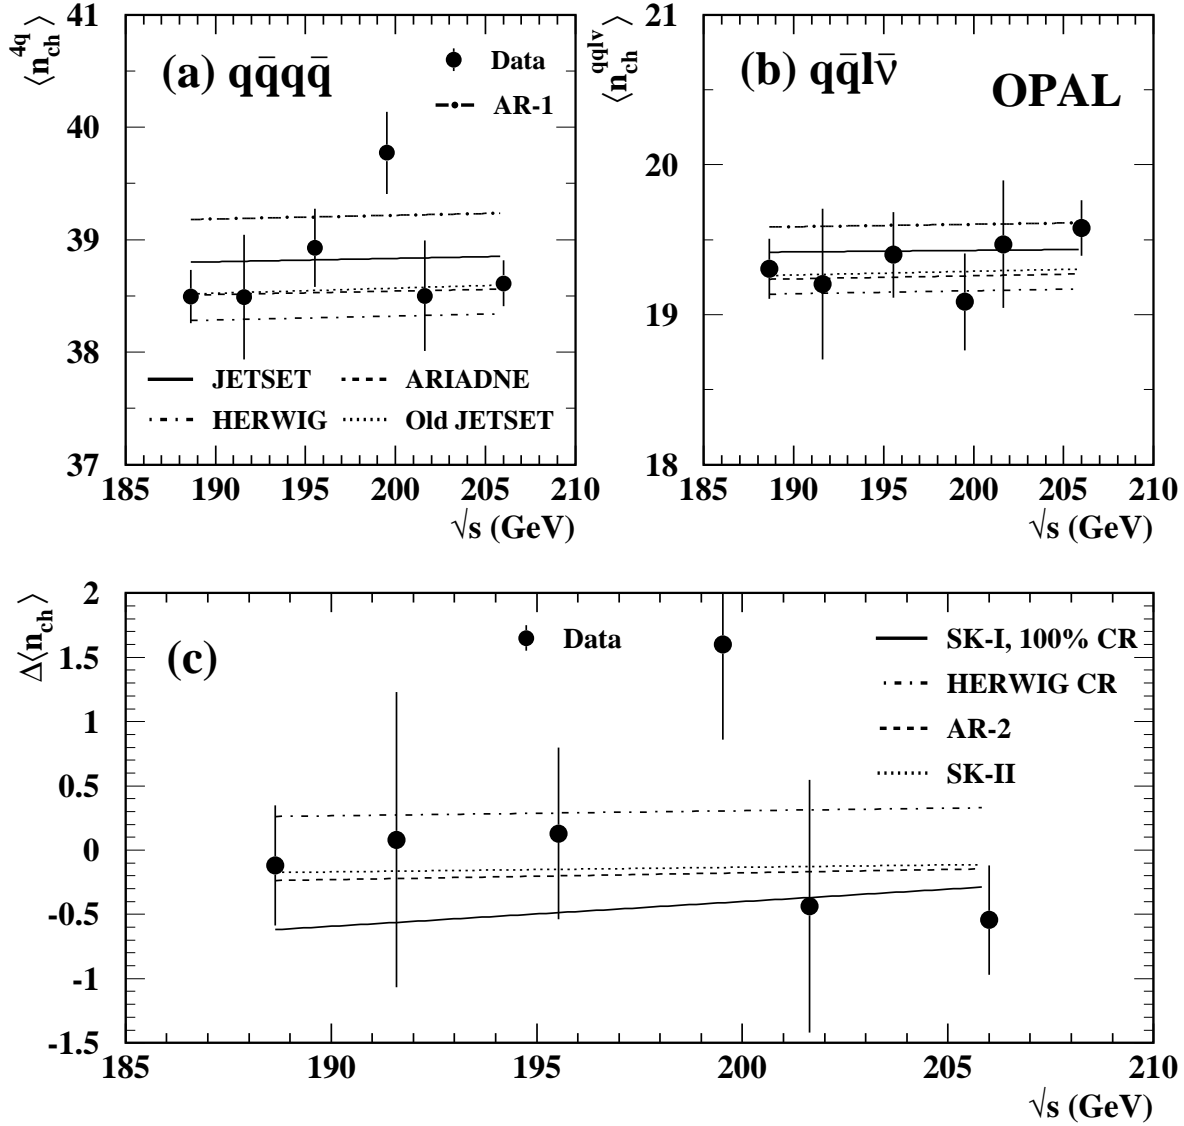 ⟨n_ch^4q⟩
41
40
39
38
37
(a) qq̄qq̄
Data
AR-1
JETSET
ARIADNE
HERWIG
Old JETSET
185 190 195 200 205 210
√s (GeV)
⟨n_ch^qqlν⟩
21
20
19
18
(b) qq̄lν̄
OPAL
185 190 195 200 205 210
√s (GeV)
Δ⟨n_ch⟩
2
1.5
1
0.5
0
-0.5
-1
-1.5
(c)
Data
SK-I, 100% CR
HERWIG CR
AR-2
SK-II
185 190 195 200 205 210
√s (GeV)